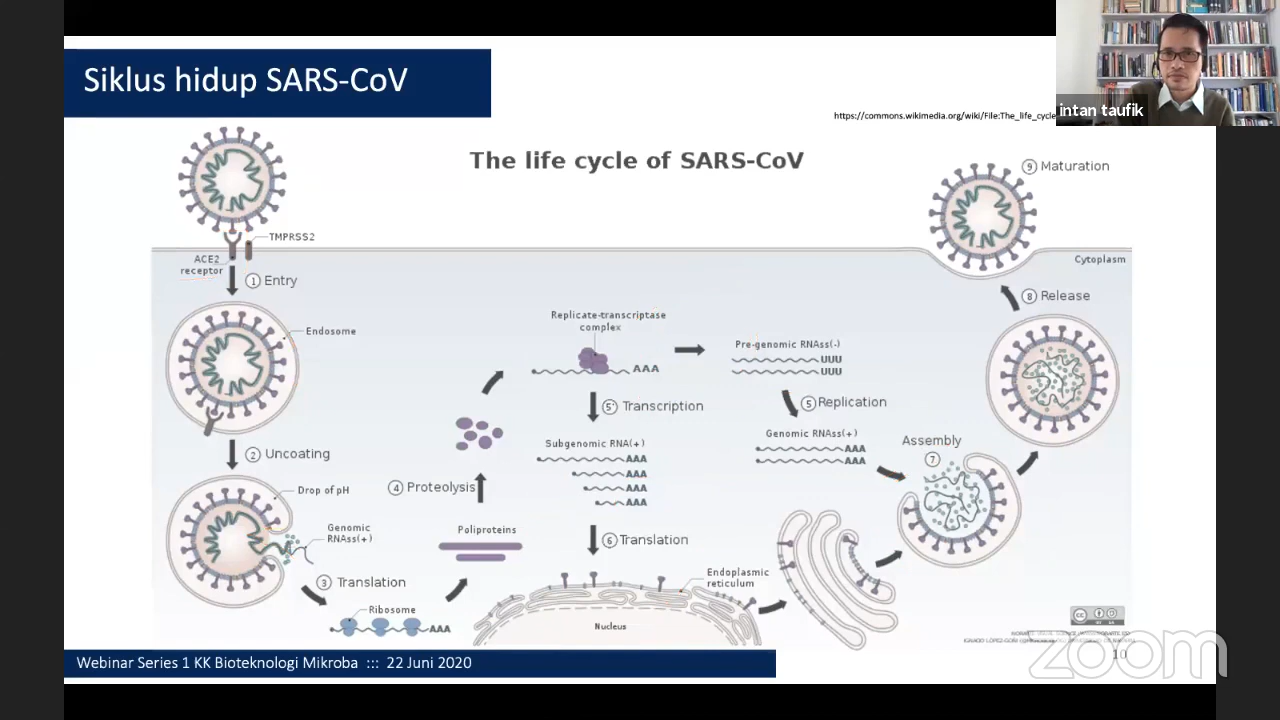 Siklus hidup SARS-CoV
intan taufik
https://commons.wikimedia.org/wiki/File:The_life_cycle
The life cycle of SARS-CoV
9 Maturation
TMPRSS2
ACE2
receptor
Cytoplasm
1 Entry
8 Release
Endosome
Replicate-transcriptase
complex
AAA
Pre-genomic RNAss(-)
UUU
UUU
5' Transcription
5 Replication
Subgenomic RNA(+)
AAA
AAA
AAA
AAA
Genomic RNAss(+)
AAA
AAA
Assembly
7
2 Uncoating
Drop of pH
4 Proteolysis
Genomic
RNAss(+)
Poliproteins
6 Translation
3 Translation
Endoplasmic
reticulum
Ribosome
AAA
Nucleus
cc
Webinar Series 1 KK Bioteknologi Mikroba ::: 22 Juni 2020
10
zoom